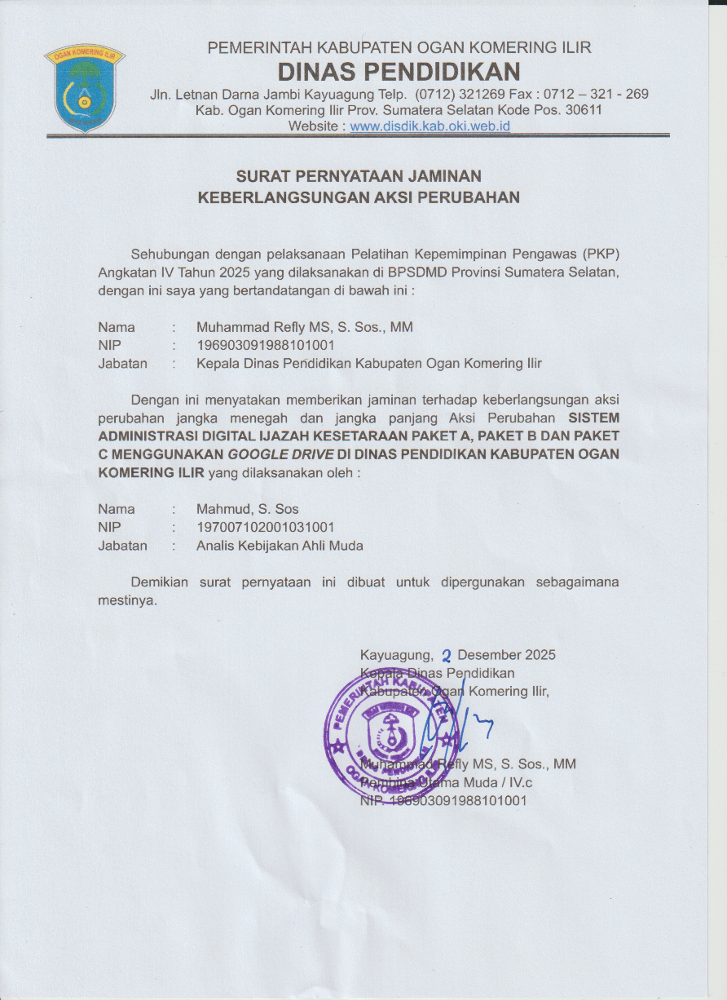 OGAN KOMERING ILIR
PEMERINTAH KABUPATEN OGAN KOMERING ILIR
DINAS PENDIDIKAN
Jln. Letnan Darna Jambi Kayuagung Telp. (0712) 321269 Fax : 0712 – 321 - 269
Kab. Ogan Komering Ilir Prov. Sumatera Selatan Kode Pos. 30611
Website : www.disdik.kab.oki.web.id
SURAT PERNYATAAN JAMINAN
KEBERLANGSUNGAN AKSI PERUBAHAN
Sehubungan dengan pelaksanaan Pelatihan Kepemimpinan Pengawas (PKP)
Angkatan IV Tahun 2025 yang dilaksanakan di BPSDMD Provinsi Sumatera Selatan,
dengan ini saya yang bertandatangan di bawah ini :
Nama : Muhammad Refly MS, S. Sos., MM
NIP : 196903091988101001
Jabatan : Kepala Dinas Pendidikan Kabupaten Ogan Komering Ilir
Dengan ini menyatakan memberikan jaminan terhadap keberlangsungan aksi
perubahan jangka menegah dan jangka panjang Aksi Perubahan SISTEM
ADMINISTRASI DIGITAL IJAZAH KESETARAAN PAKET A, PAKET B DAN PAKET
C MENGGUNAKAN GOOGLE DRIVE DI DINAS PENDIDIKAN KABUPATEN OGAN
KOMERING ILIR yang dilaksanakan oleh :
Nama : Mahmud, S. Sos
NIP : 197007102001031001
Jabatan : Analis Kebijakan Ahli Muda
Demikian surat pernyataan ini dibuat untuk dipergunakan sebagaimana
mestinya.
Kayuagung, 2 Desember 2025
Kepala Dinas Pendidikan
Kabupaten Ogan Komering Ilir,
PEMERINTAH KABUPATEN
DINAS PENDIDIKAN
OGAN KOMERING ILIR
Muhammad Refly MS, S. Sos., MM
Pembina Utama Muda / IV.c
NIP. 196903091988101001